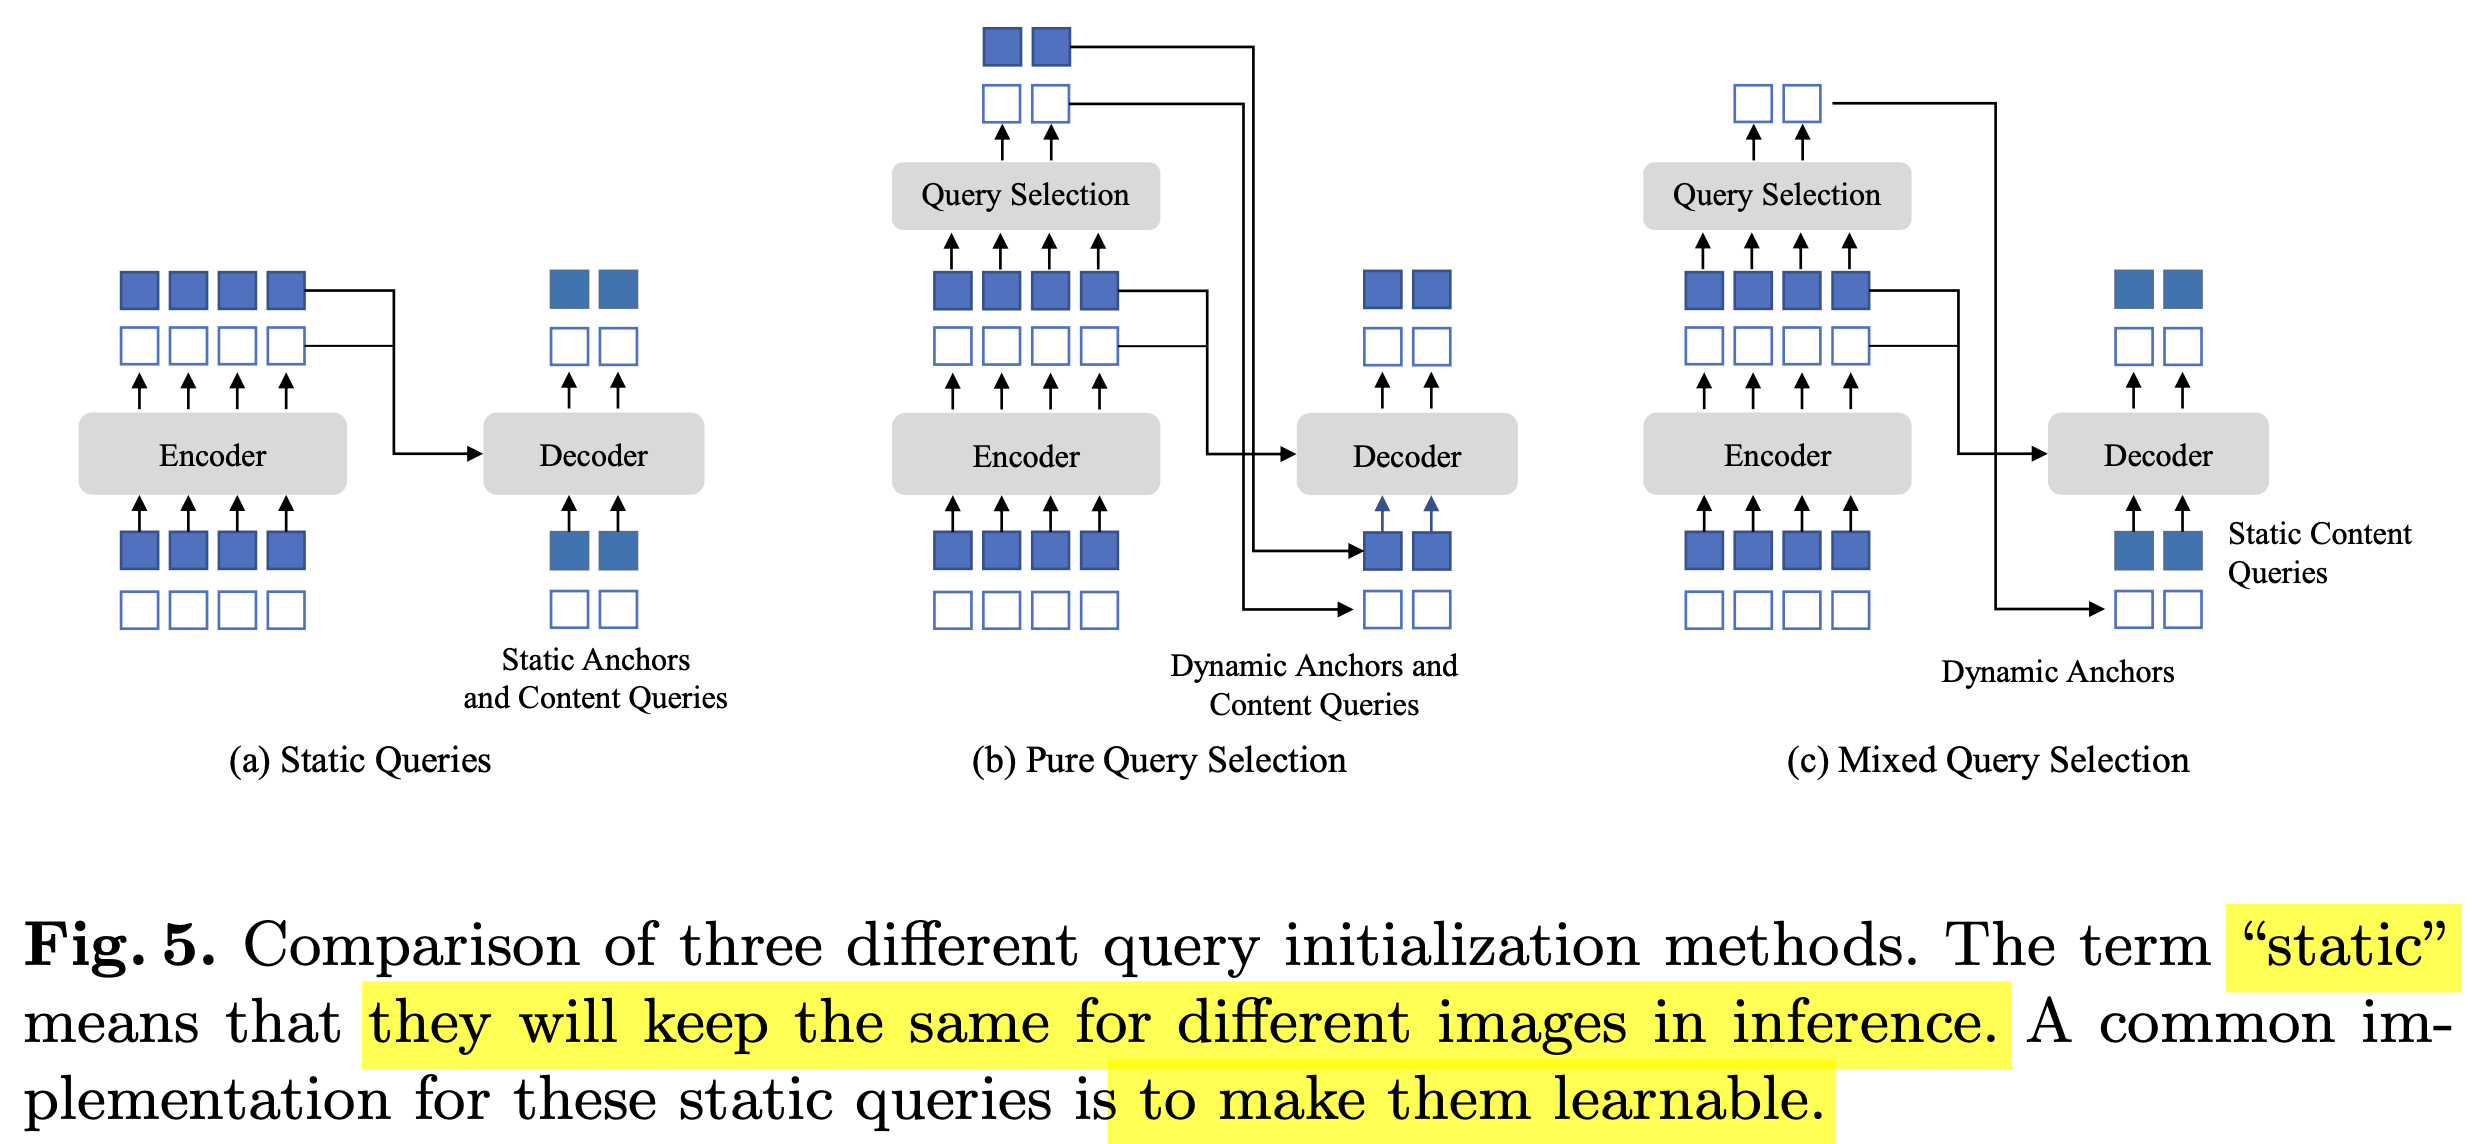 Query Selection
Query Selection
Encoder
Decoder
Encoder
Decoder
Encoder
Decoder
Static Content
Queries
Static Anchors
and Content Queries
Dynamic Anchors and
Content Queries
Dynamic Anchors
(a) Static Queries
(b) Pure Query Selection
(c) Mixed Query Selection
Fig. 5. Comparison of three different query initialization methods. The term “static”
means that they will keep the same for different images in inference. A common im-
plementation for these static queries is to make them learnable.